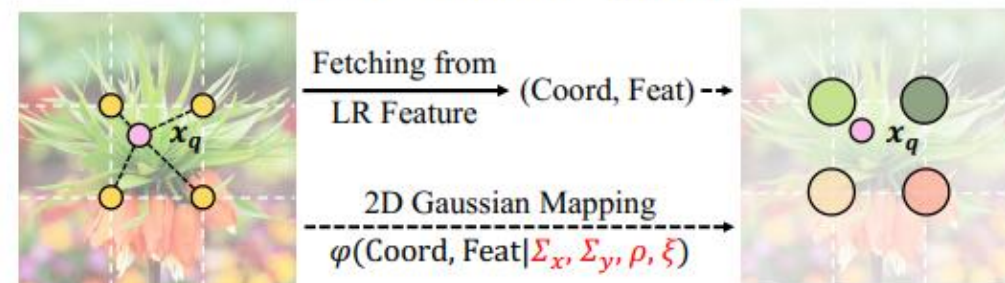 Fetching from
LR Feature
(Coord, Feat)
x_q
x_q
2D Gaussian Mapping
φ(Coord, Feat|Σ_x, Σ_y, ρ, ξ)